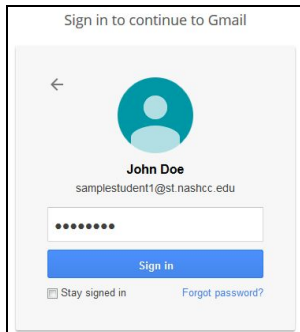 Sign in to continue to Gmail
John Doe
samplestudent1@st.nashcc.edu
••••••••
Sign in
Stay signed in Forgot password?